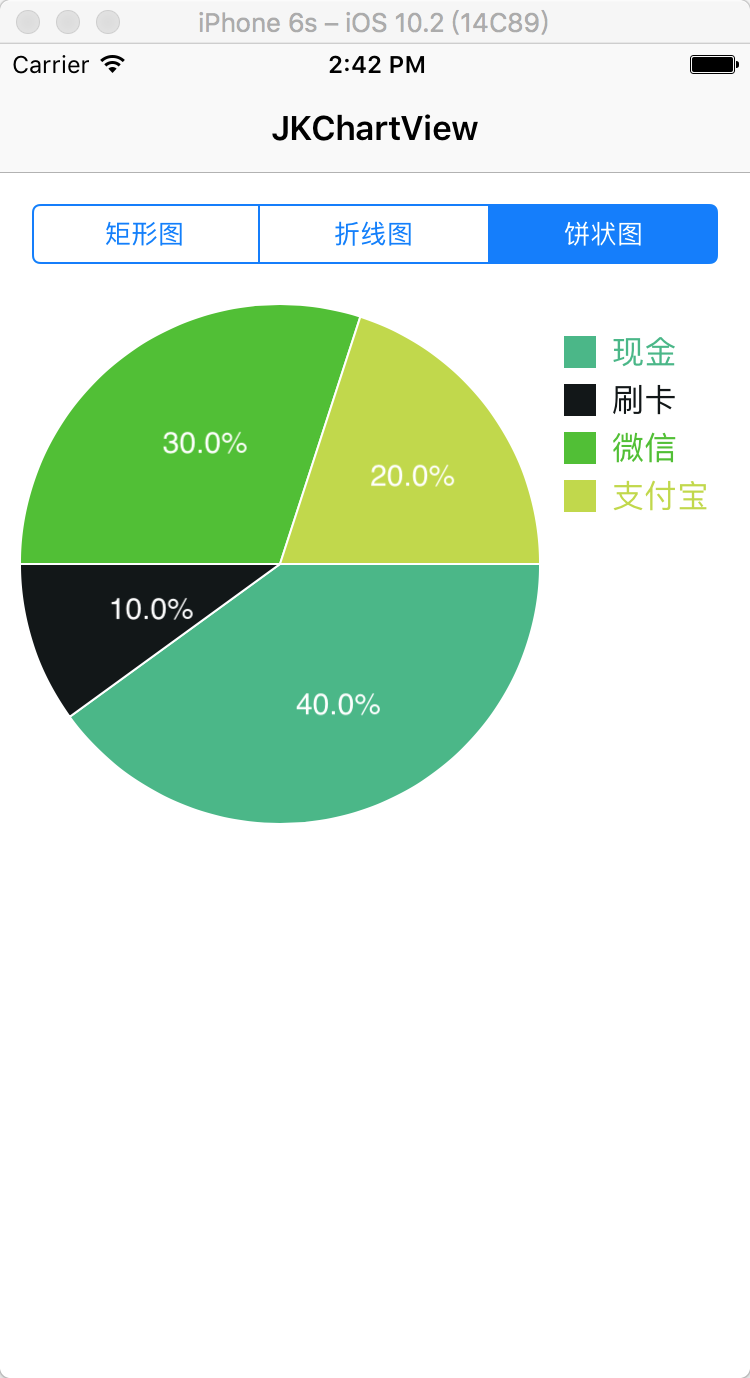 iPhone 6s – iOS 10.2 (14C89)
Carrier 2:42 PM
JKChartView
矩形图 折线图 饼状图
现金
刷卡
微信
支付宝
30.0%
20.0%
10.0%
40.0%